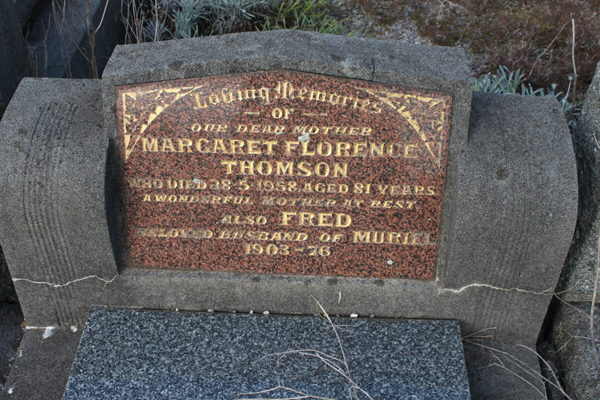 Loving Memories
— OF —
OUR DEAR MOTHER
MARGARET FLORENCE
THOMSON
WHO DIED 28-5-1958, AGED 81 YEARS
A WONDERFUL MOTHER AT REST
ALSO FRED
BELOVED HUSBAND OF MURIEL
1903-76